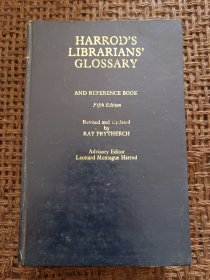 HARROD'S
LIBRARIANS'
GLOSSARY
AND REFERENCE BOOK
Fifth Edition
Revised and Updated
by
RAY PRYTHERCH
Advisory Editor
Leonard Montague Harrod